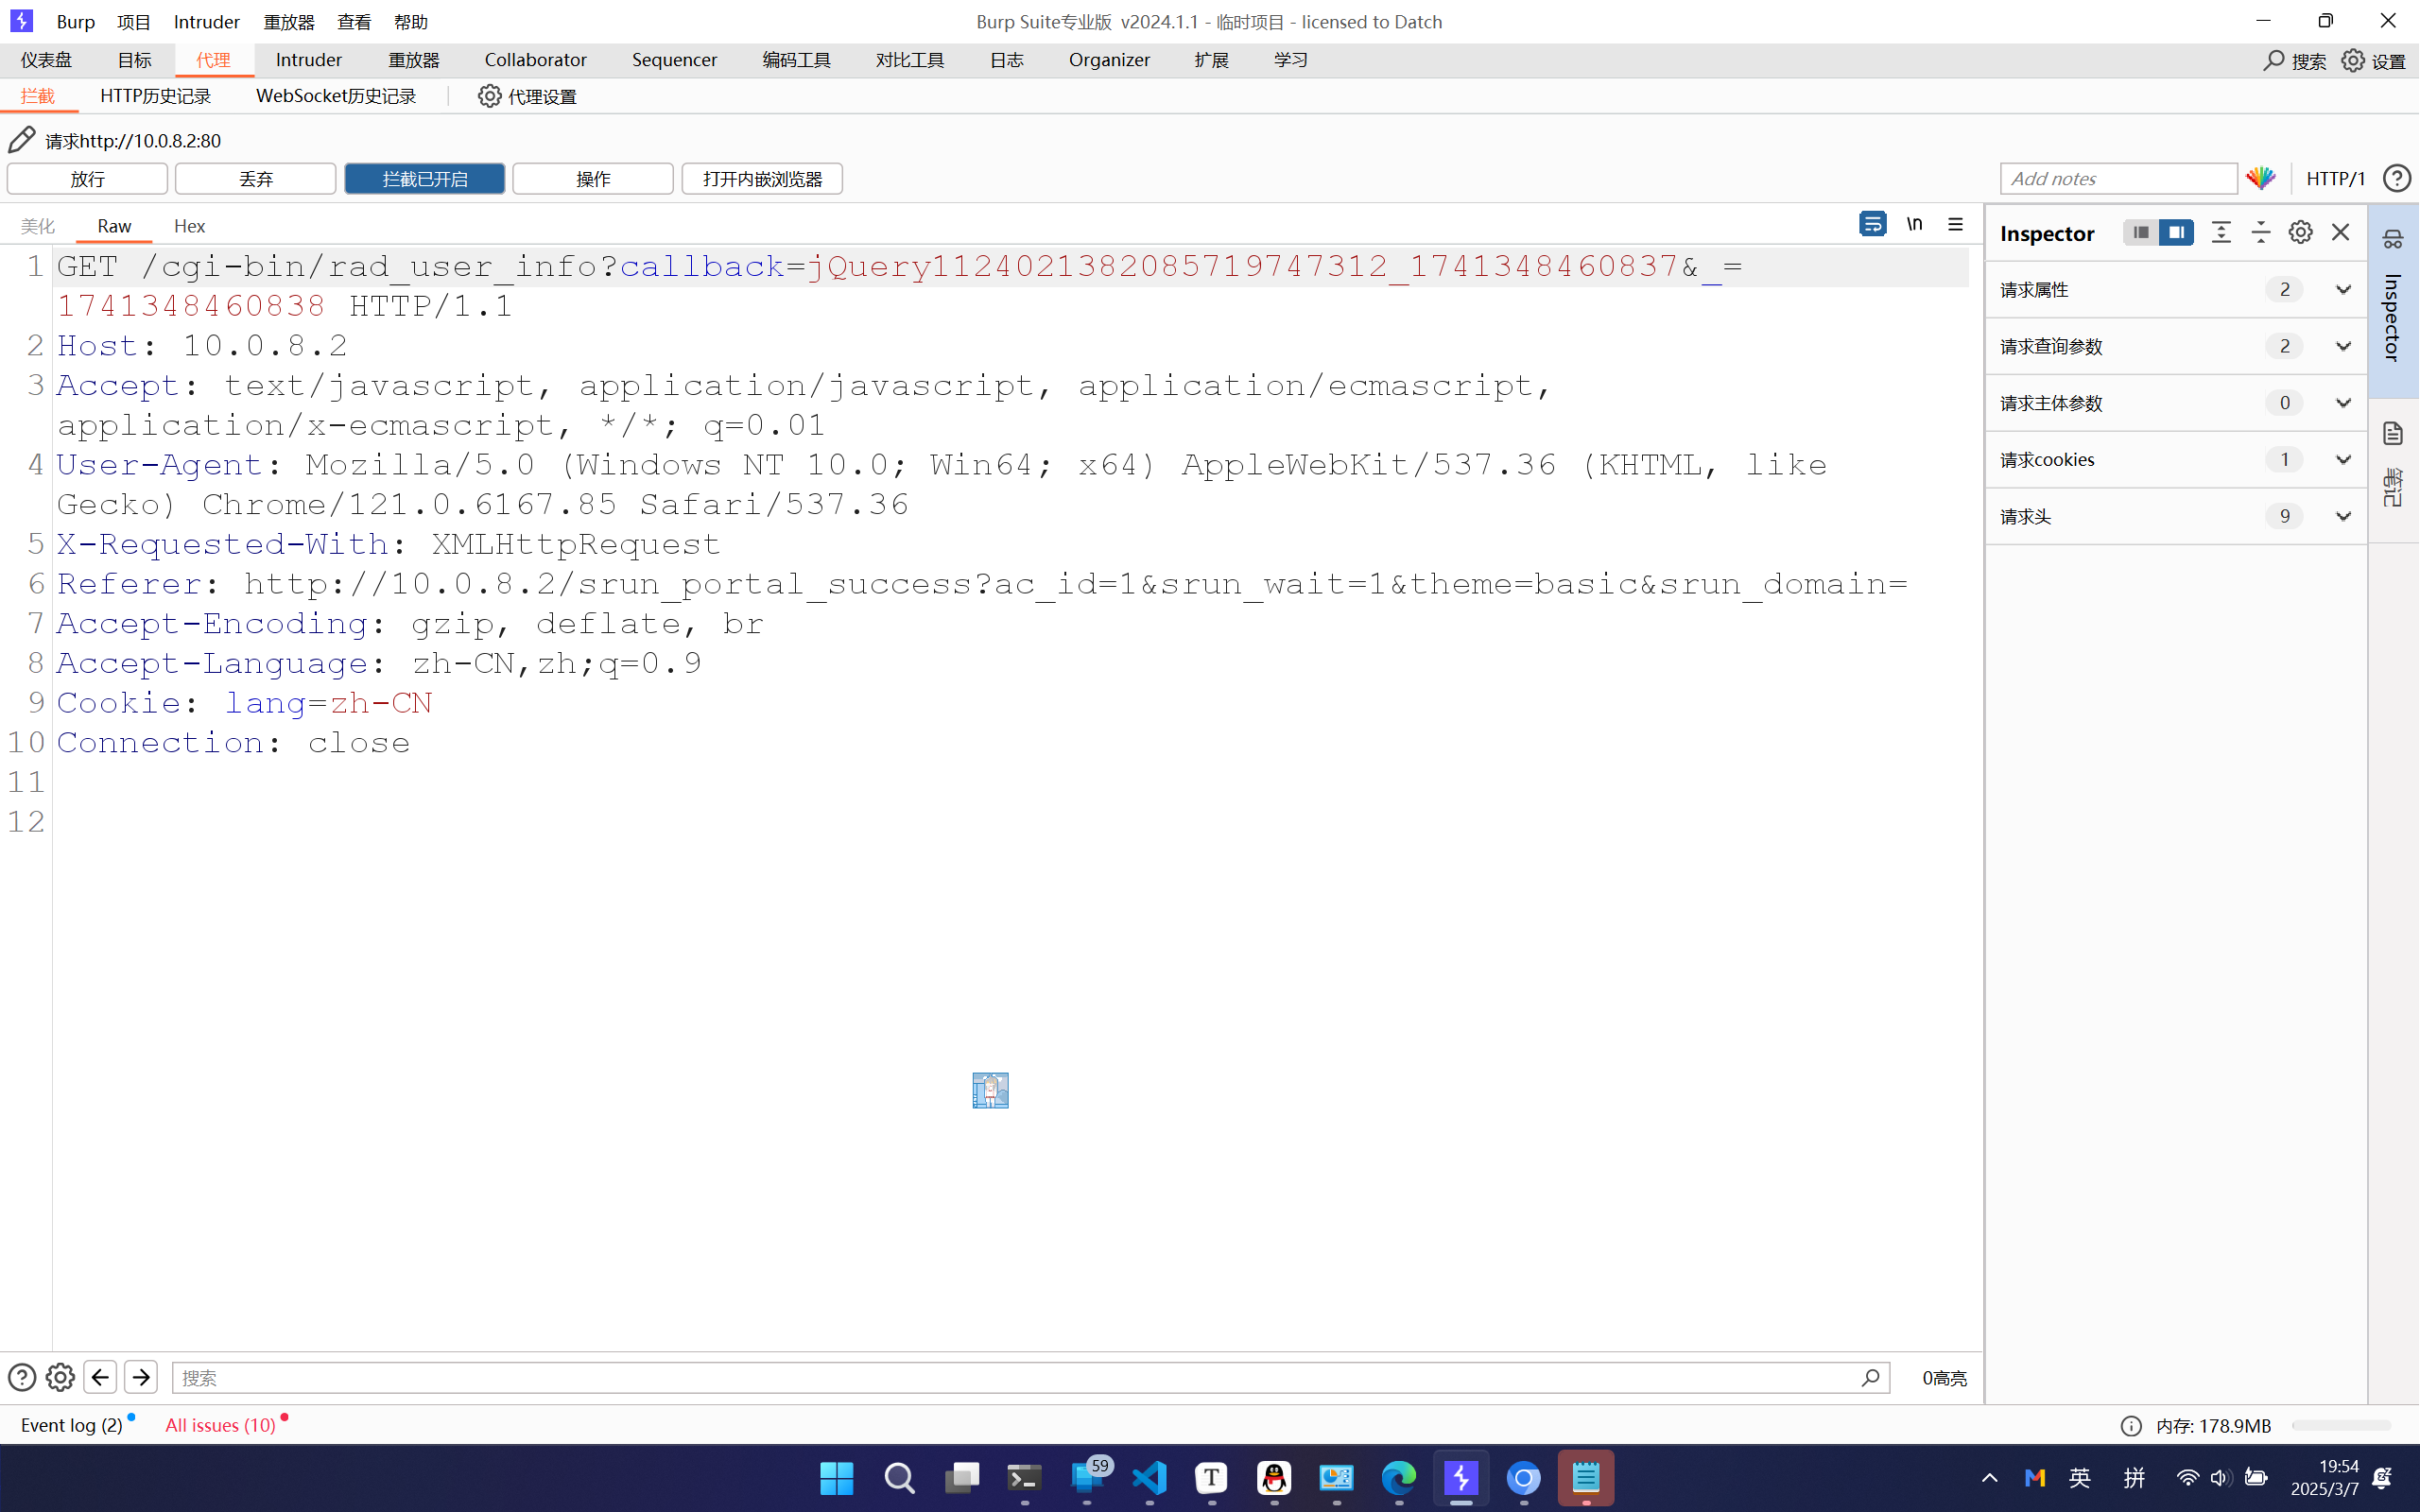 Burp 项目 Intruder 重放器 查看 帮助 Burp Suite专业版 v2024.1.1 - 临时项目 - licensed to Datch
仪表盘 目标 代理 Intruder 重放器 Collaborator Sequencer 编码工具 对比工具 日志 Organizer 扩展 学习 搜索 设置
拦截 HTTP历史记录 WebSocket历史记录 代理设置
请求http://10.0.8.2:80
放行 丢弃 拦截已开启 操作 打开内嵌浏览器 Add notes HTTP/1
美化 Raw Hex \n
1 GET /cgi-bin/rad_user_info?callback=jQuery112402138208571974 7312_1741348460837&_=
1741348460838 HTTP/1.1
2 Host: 10.0.8.2
3 Accept: text/javascript, application/javascript, application/ecmascript,
application/x-ecmascript, */*; q=0.01
4 User-Agent: Mozilla/5.0 (Windows NT 10.0; Win64; x64) AppleWebKit/537.36 (KHTML, like
Gecko) Chrome/121.0.6167.85 Safari/537.36
5 X-Requested-With: XMLHttpRequest
6 Referer: http://10.0.8.2/srun_portal_success?ac_id=1&srun_wait=1&theme=basic&srun_domain=
7 Accept-Encoding: gzip, deflate, br
8 Accept-Language: zh-CN,zh;q=0.9
9 Cookie: lang=zh-CN
10 Connection: close
11
12
Inspector
请求属性 2
请求查询参数 2
请求主体参数 0
请求cookies 1
请求头 9
Inspector
笔记
搜索 0高亮
Event log (2) All issues (10) 内存: 178.9MB
59
T
英 拼
19:54
2025/3/7